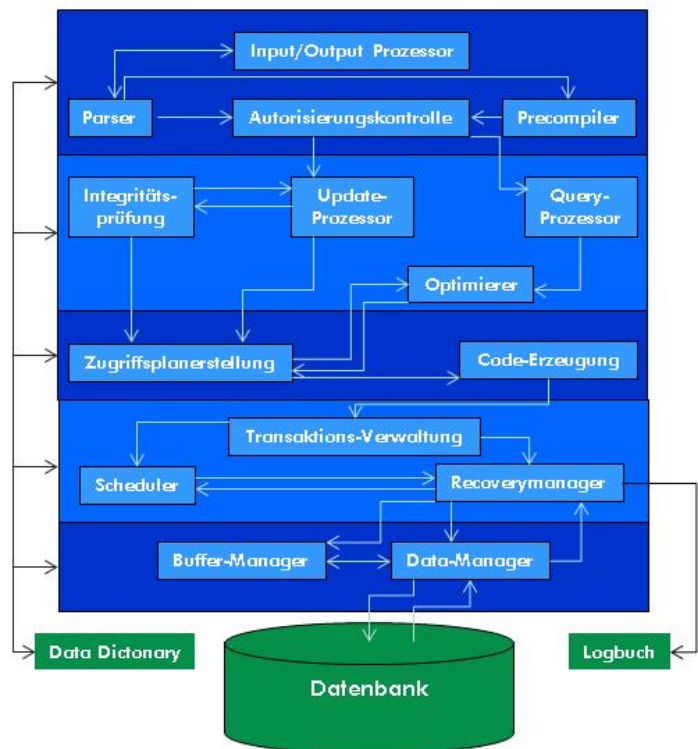 Input/Output Prozessor
Parser
Autorisierungskontrolle
Precompiler
Integritäts-
prüfung
Update-
Prozessor
Query-
Prozessor
Optimierer
Zugriffsplanerstellung
Code-Erzeugung
Transaktions-Verwaltung
Scheduler
Recoverymanager
Buffer-Manager
Data-Manager
Data Dictonary
Logbuch
Datenbank